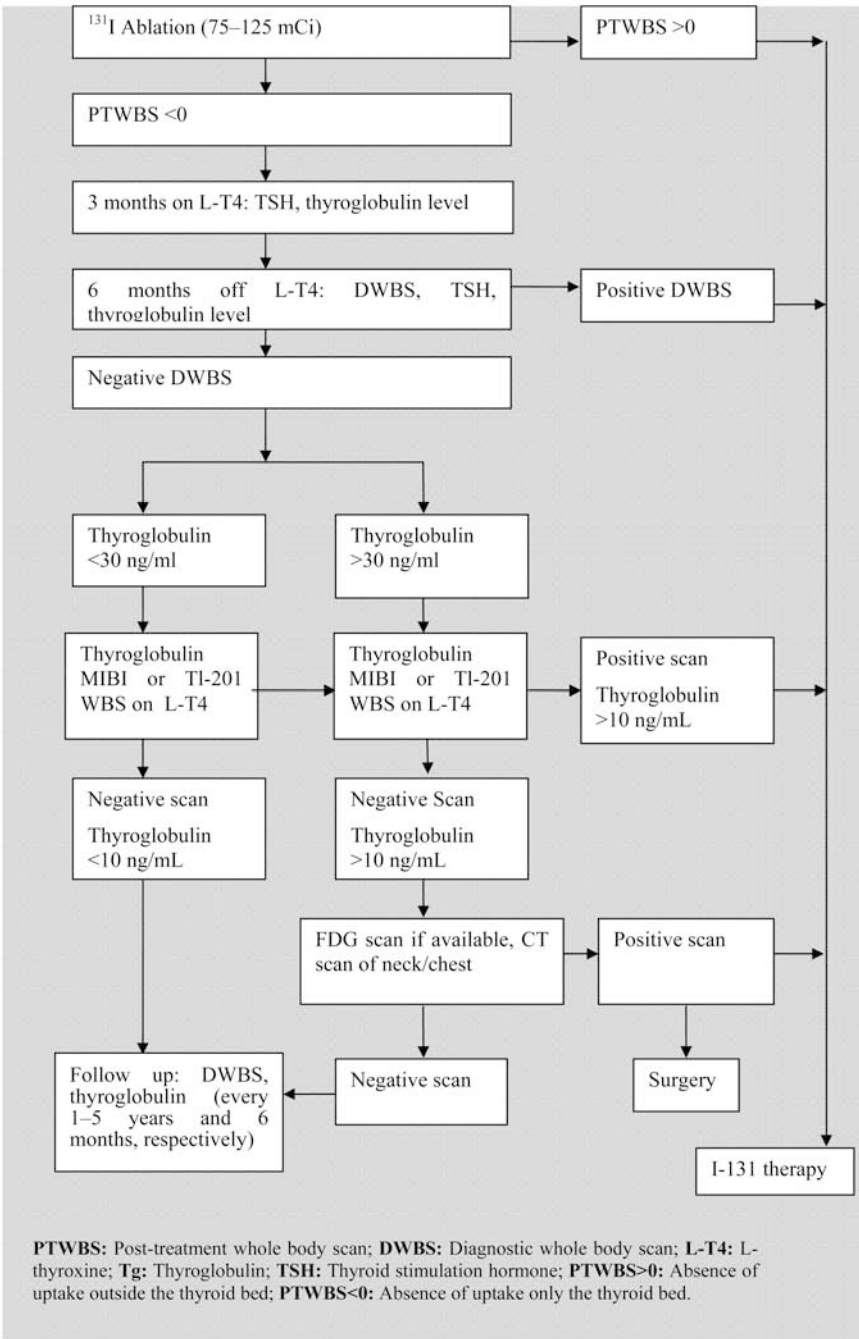 ¹³¹I Ablation (75–125 mCi)
PTWBS >0
PTWBS <0
3 months on L-T4: TSH, thyroglobulin level
6 months off L-T4: DWBS, TSH,
thyroglobulin level
Positive DWBS
Negative DWBS
Thyroglobulin
<30 ng/ml
Thyroglobulin
>30 ng/ml
Thyroglobulin
MIBI or Tl-201
WBS on L-T4
Thyroglobulin
MIBI or Tl-201
WBS on L-T4
Positive scan
Thyroglobulin
>10 ng/mL
Negative scan
Thyroglobulin
<10 ng/mL
Negative Scan
Thyroglobulin
>10 ng/mL
FDG scan if available, CT
scan of neck/chest
Positive scan
Follow up: DWBS,
thyroglobulin (every
1–5 years and 6
months, respectively)
Negative scan
Surgery
I-131 therapy
PTWBS: Post-treatment whole body scan; DWBS: Diagnostic whole body scan; L-T4: L-
thyroxine; Tg: Thyroglobulin; TSH: Thyroid stimulation hormone; PTWBS>0: Absence of
uptake outside the thyroid bed; PTWBS<0: Absence of uptake only the thyroid bed.